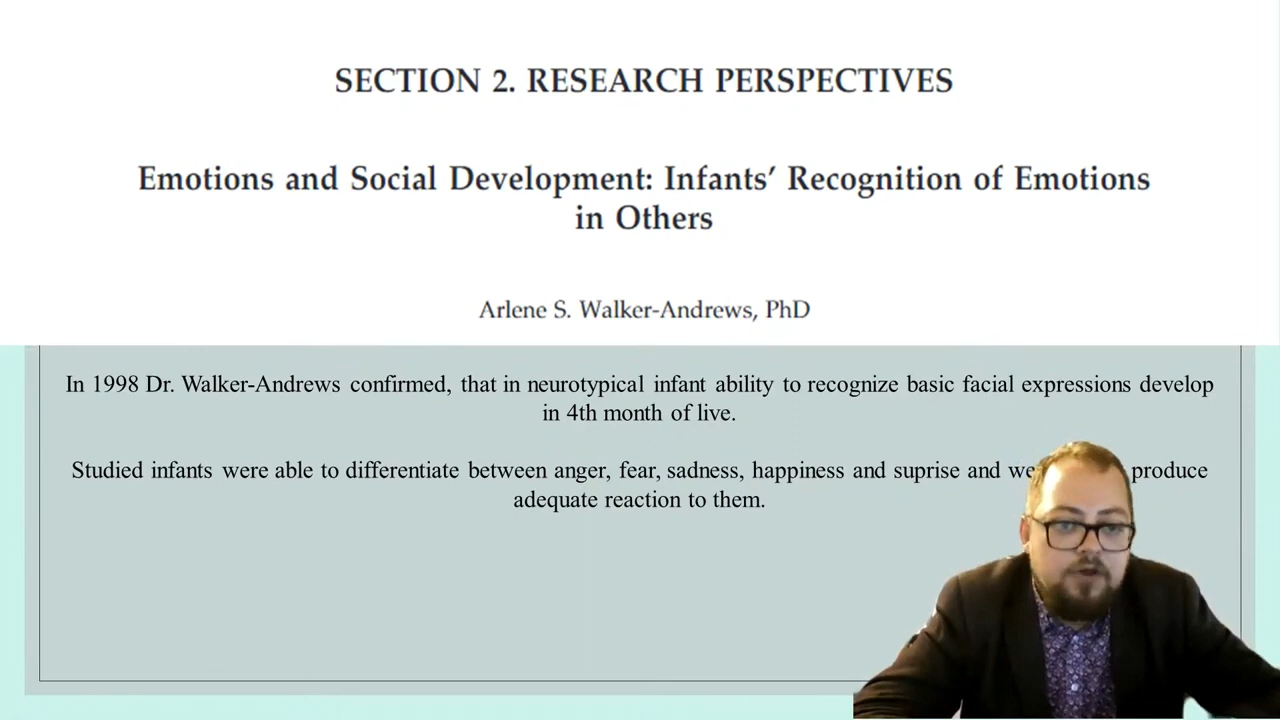 SECTION 2. RESEARCH PERSPECTIVES
Emotions and Social Development: Infants’ Recognition of Emotions
in Others
Arlene S. Walker-Andrews, PhD
In 1998 Dr. Walker-Andrews confirmed, that in neurotypical infant ability to recognize basic facial expressions develop
in 4th month of live.
Studied infants were able to differentiate between anger, fear, sadness, happiness and suprise and produce
adequate reaction to them.